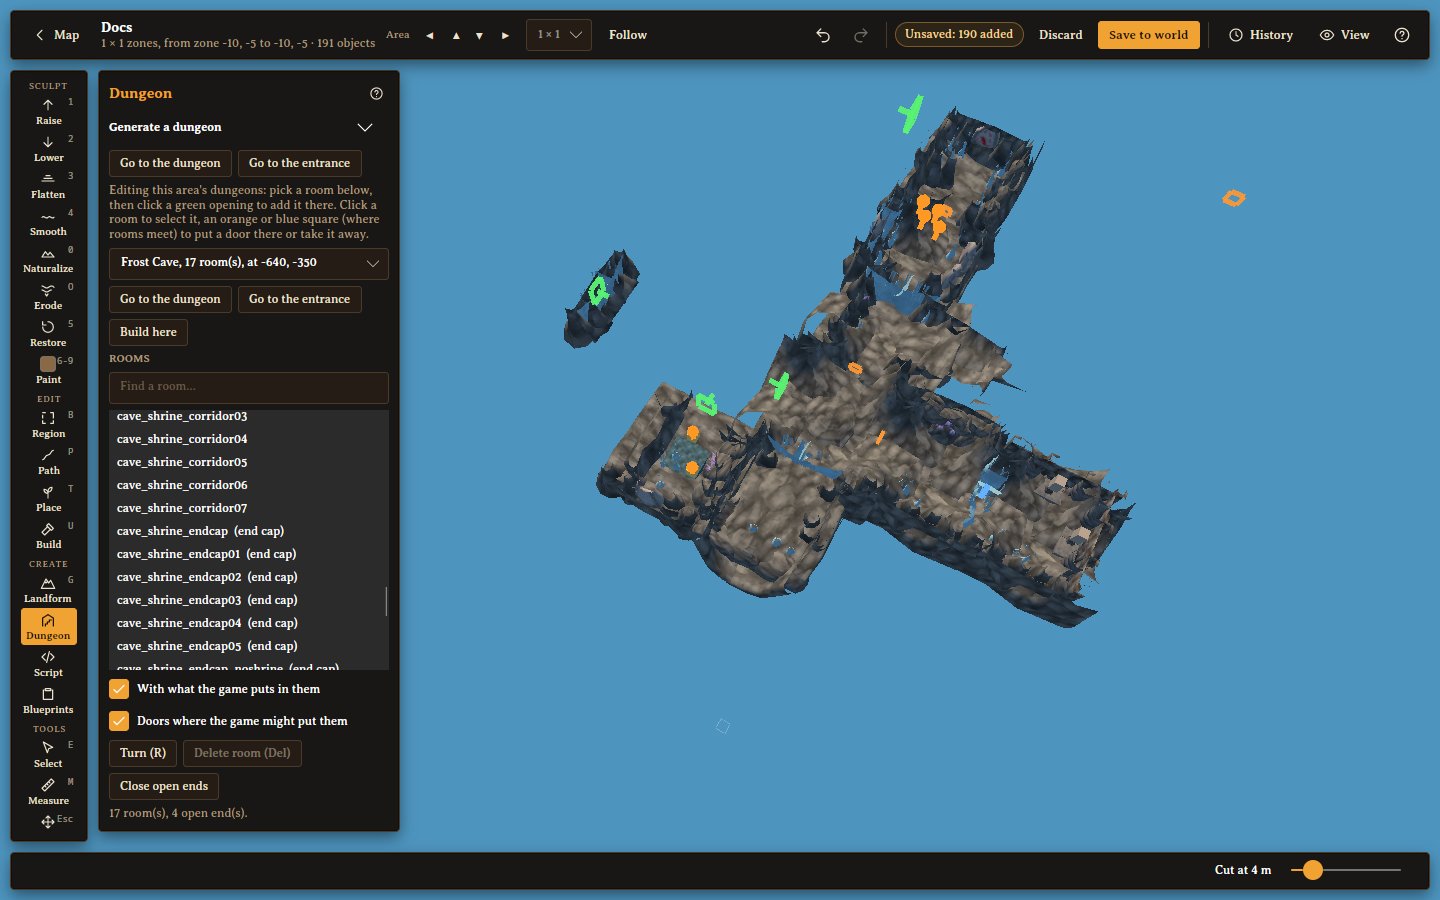 Map
Docs
1 × 1 zones, from zone -10, -5 to -10, -5 · 191 objects
Area
1 × 1
Follow
Unsaved: 190 added
Discard
Save to world
History
View
SCULPT
1
Raise
2
Lower
3
Flatten
4
Smooth
0
Naturalize
O
Erode
5
Restore
6-9
Paint
EDIT
B
Region
P
Path
T
Place
U
Build
CREATE
G
Landform
Dungeon
Script
Blueprints
TOOLS
E
Select
M
Measure
Esc
Dungeon
Generate a dungeon
Go to the dungeon
Go to the entrance
Editing this area's dungeons: pick a room below,
then click a green opening to add it there. Click a
room to select it, an orange or blue square (where
rooms meet) to put a door there or take it away.
Frost Cave, 17 room(s), at -640, -350
Go to the dungeon
Go to the entrance
Build here
ROOMS
Find a room...
cave_shrine_corridor03
cave_shrine_corridor04
cave_shrine_corridor05
cave_shrine_corridor06
cave_shrine_corridor07
cave_shrine_endcap (end cap)
cave_shrine_endcap01 (end cap)
cave_shrine_endcap02 (end cap)
cave_shrine_endcap03 (end cap)
cave_shrine_endcap04 (end cap)
cave_shrine_endcap05 (end cap)
cave_shrine_endcap_noshrine (end cap)
With what the game puts in them
Doors where the game might put them
Turn (R)
Delete room (Del)
Close open ends
17 room(s), 4 open end(s).
Cut at 4 m